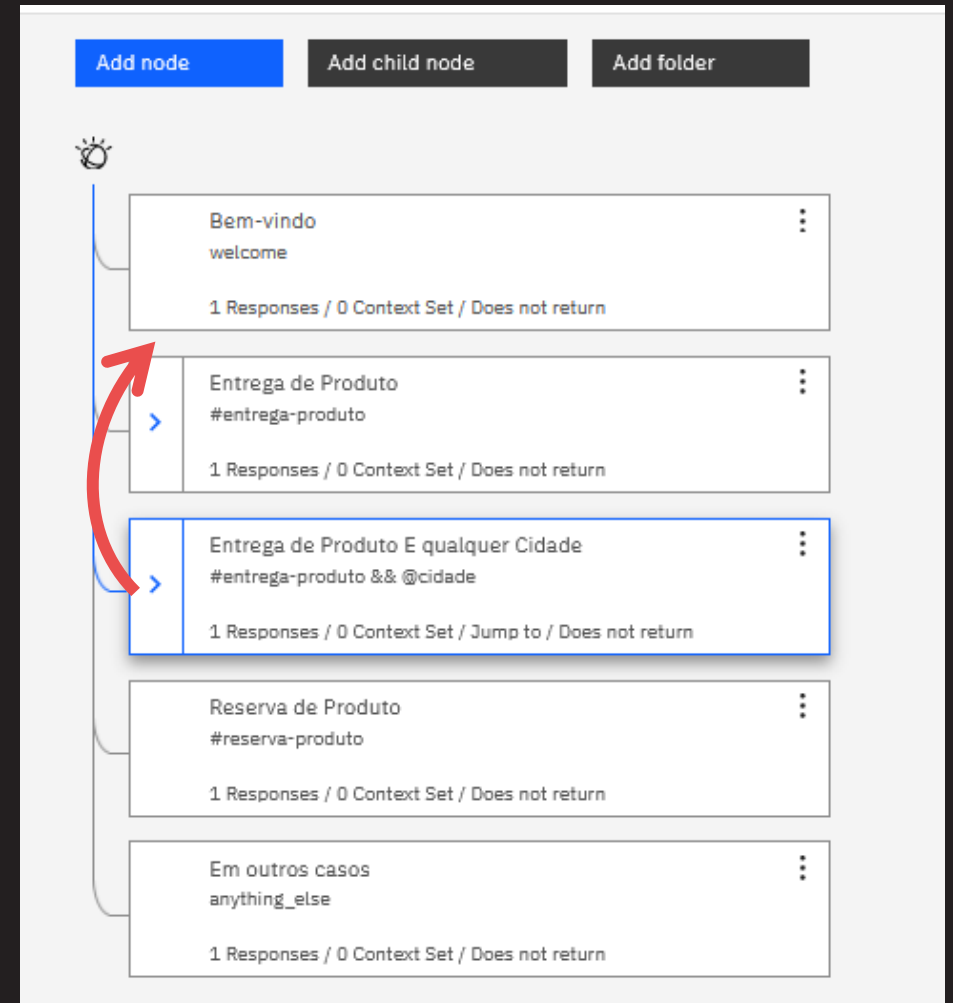 Add node
Add child node
Add folder
Bem-vindo
welcome
1 Responses / 0 Context Set / Does not return
Entrega de Produto
#entrega-produto
1 Responses / 0 Context Set / Does not return
Entrega de Produto E qualquer Cidade
#entrega-produto && @cidade
1 Responses / 0 Context Set / Jump to / Does not return
Reserva de Produto
#reserva-produto
1 Responses / 0 Context Set / Does not return
Em outros casos
anything_else
1 Responses / 0 Context Set / Does not return